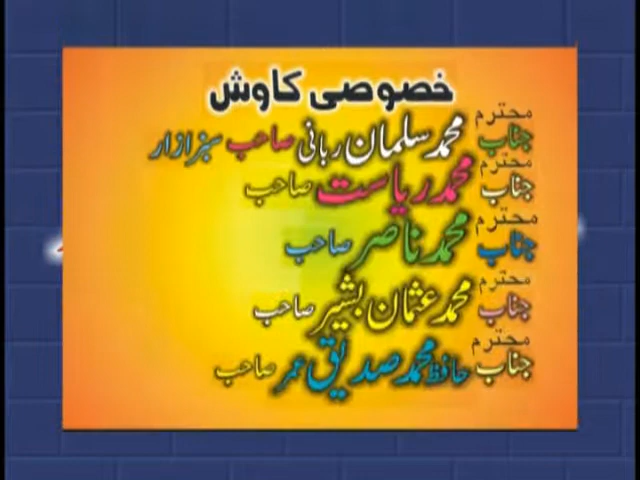 خصوصی کاوش
محترم جناب محمد سلمان ربانی صاحب سبزازار
محترم جناب محمد ریاست صاحب
محترم جناب محمد ناصر صاحب
محترم جناب محمد عثمان بشیر صاحب
محترم جناب حافظ محمد صدیق عمر صاحب